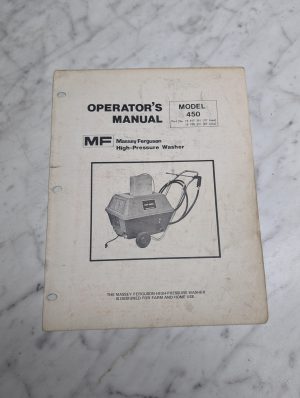 OPERATOR'S
MANUAL
MODEL
450
MF
Massey Ferguson
High-Pressure Washer
THE MASSEY FERGUSON HIGH-PRESSURE WASHER
IS DESIGNED FOR FARM AND HOME USE.